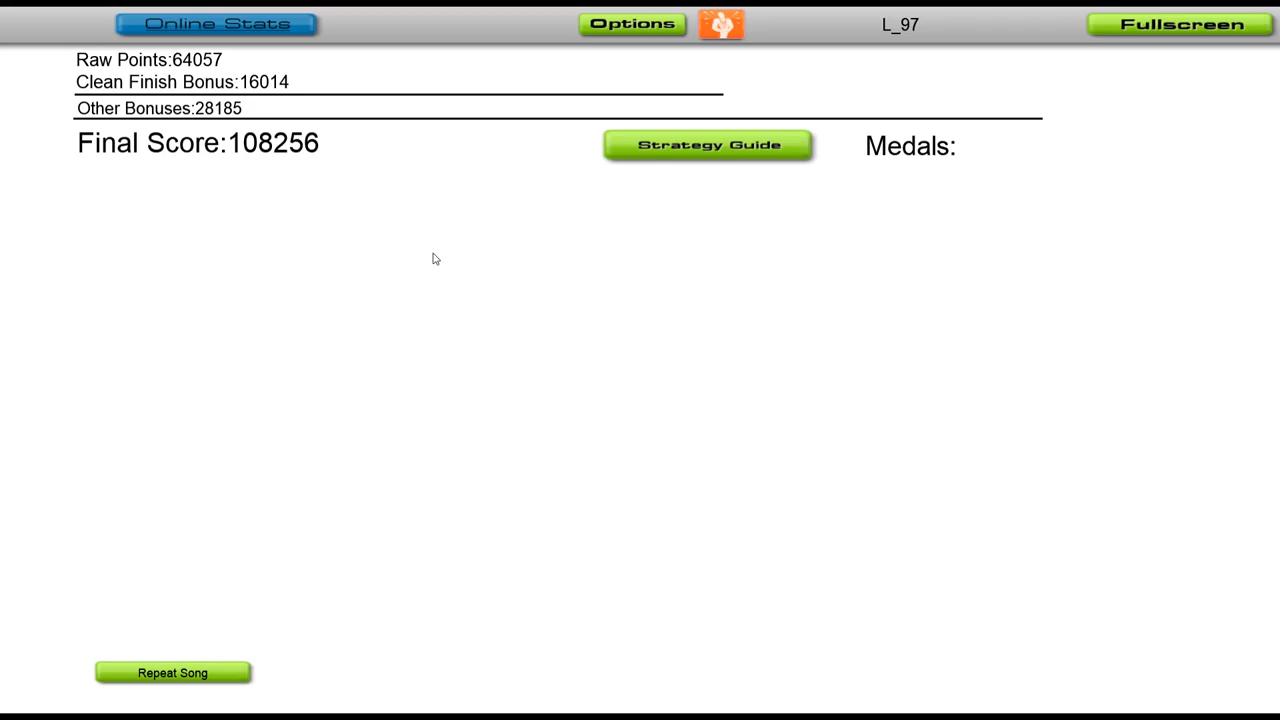 Online Stats
Options
L_97
Fullscreen
Raw Points:64057
Clean Finish Bonus:16014
Other Bonuses:28185
Final Score:108256
Strategy Guide
Medals:
Repeat Song